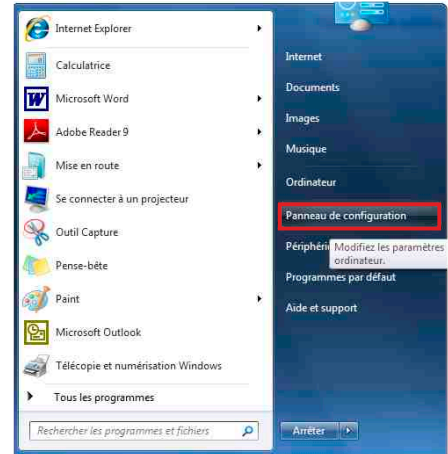 Internet Explorer
Calculatrice
Microsoft Word
Adobe Reader 9
Mise en route
Se connecter à un projecteur
Outil Capture
Pense-bête
Paint
Microsoft Outlook
Télécopie et numérisation Windows
Tous les programmes
Rechercher les programmes et fichiers
Internet
Documents
Images
Musique
Ordinateur
Panneau de configuration
Modifiez les paramètres
ordinateur.
Programmes par défaut
Aide et support
Arrêter